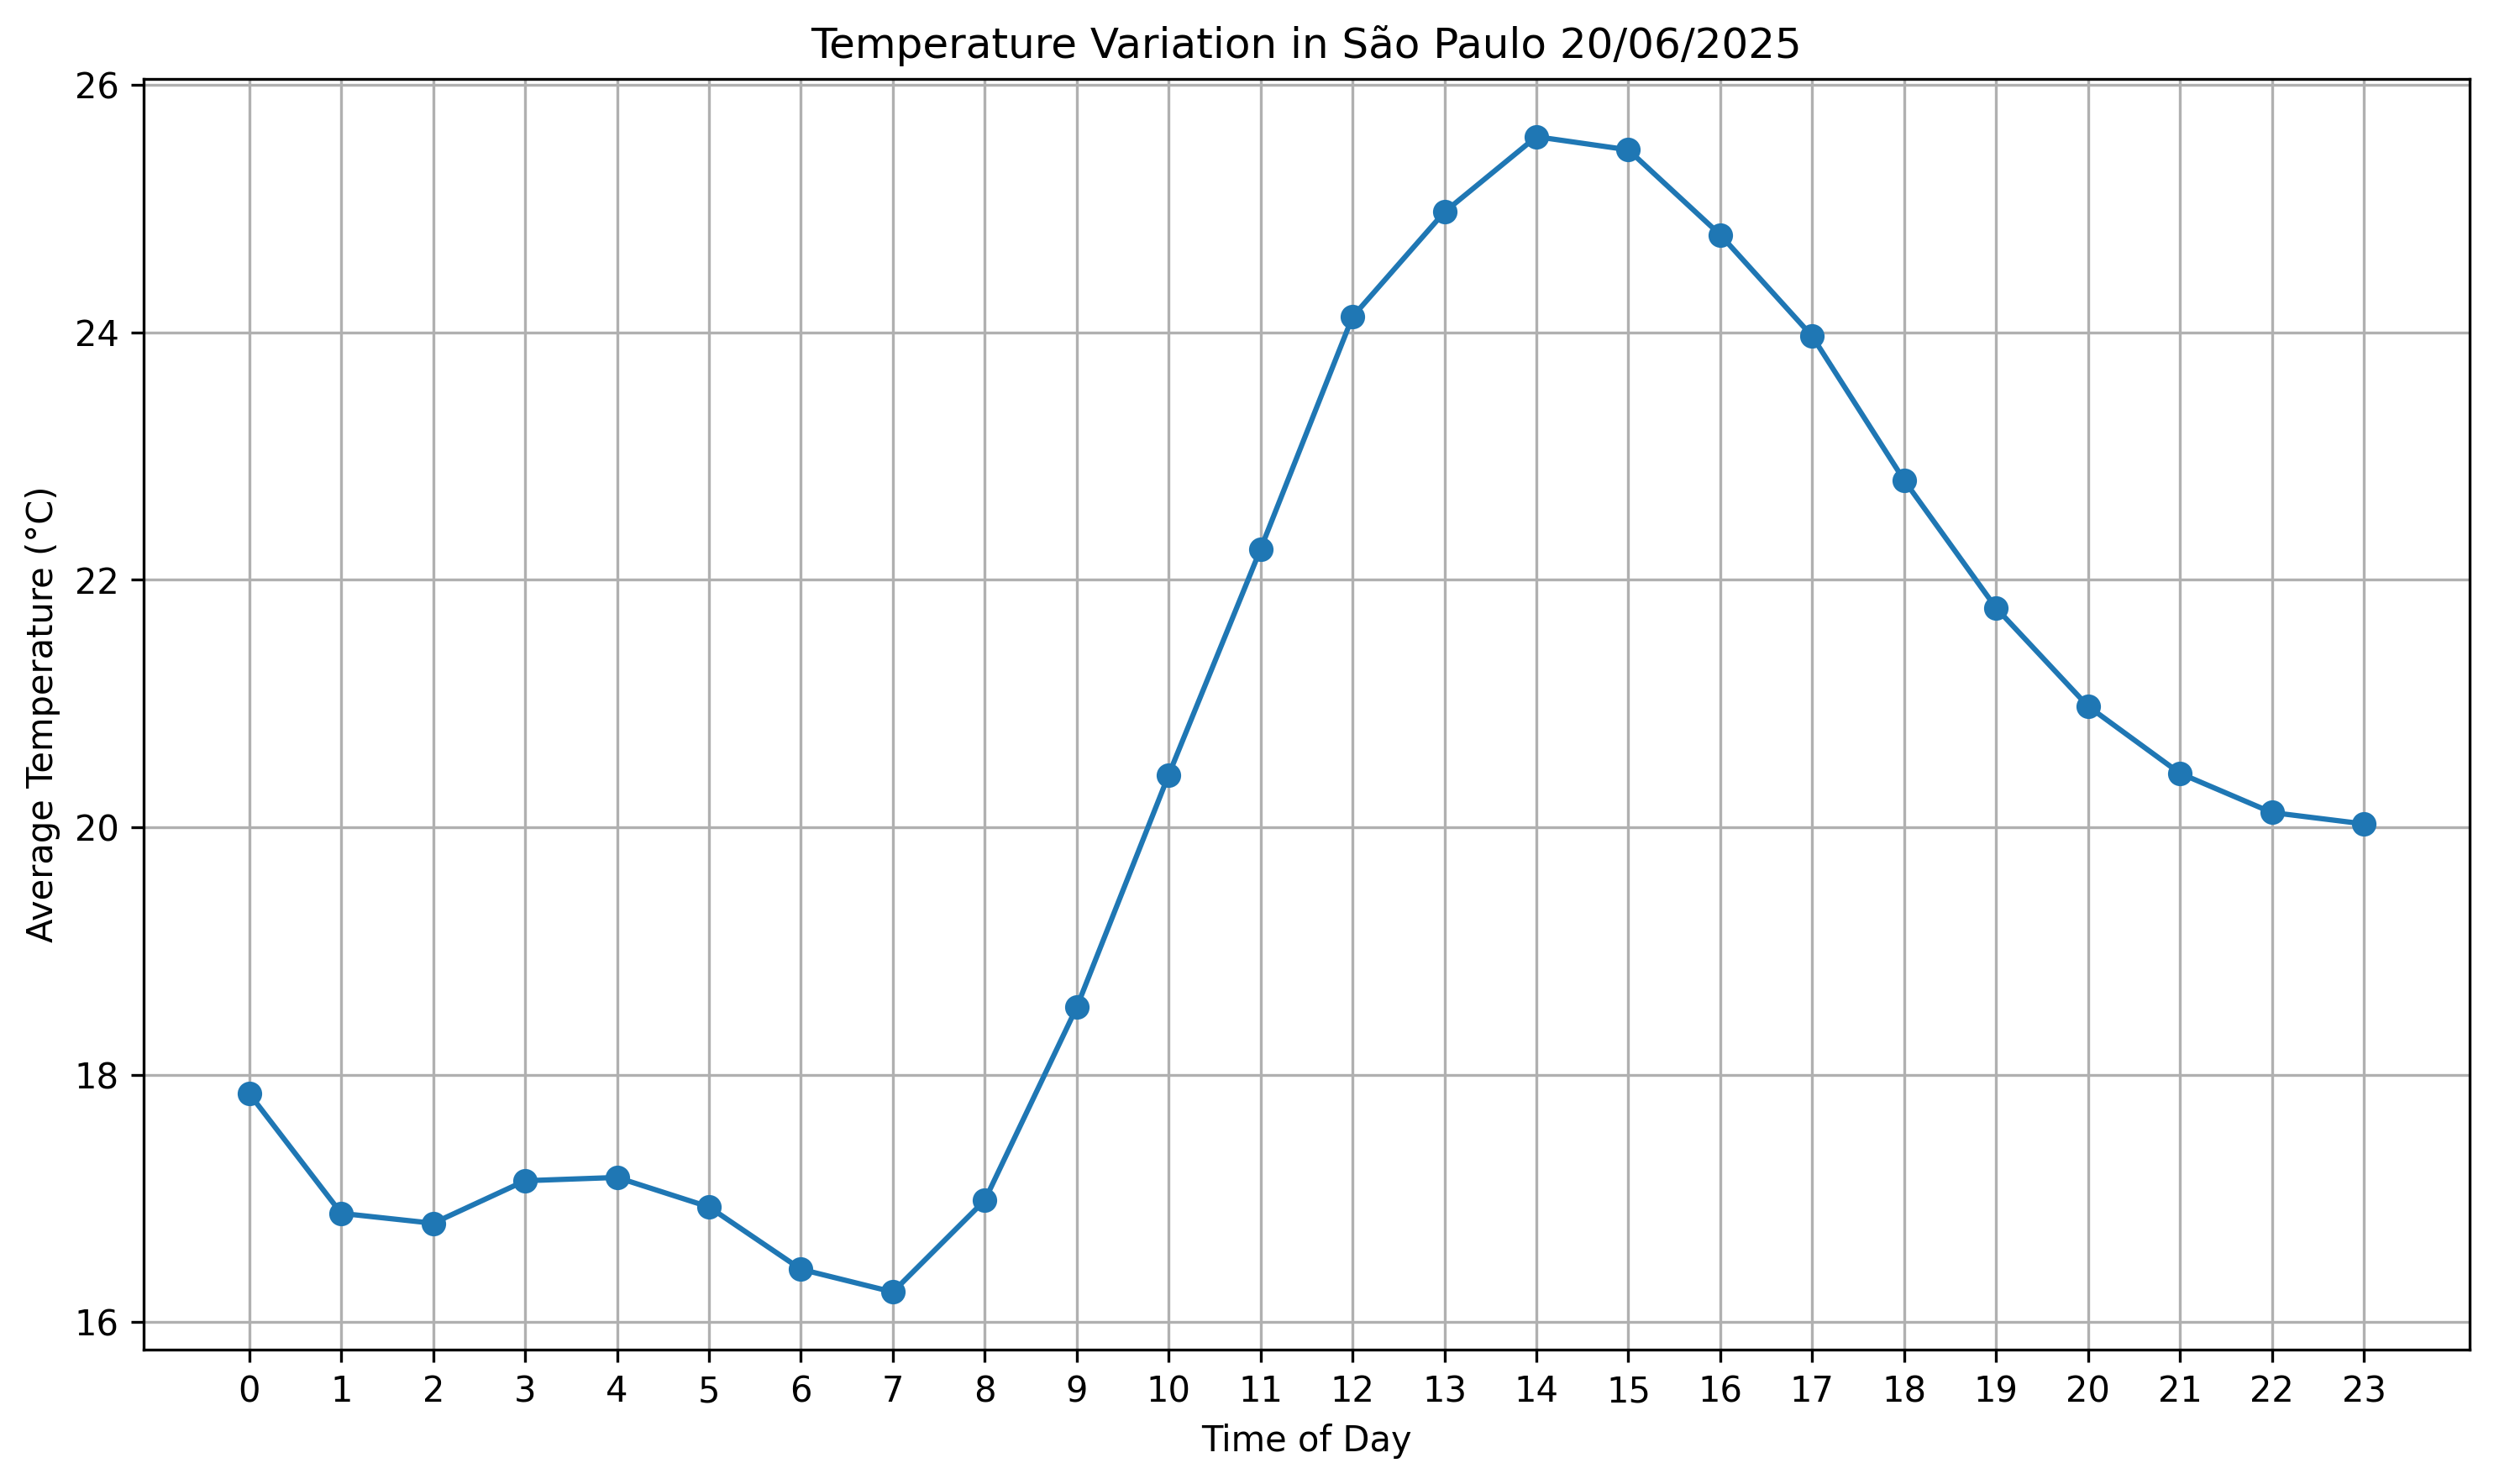 Temperature Variation in São Paulo 20/06/2025
26
24
22
20
18
16
Average Temperature (°C)
0 1 2 3 4 5 6 7 8 9 10 11 12 13 14 15 16 17 18 19 20 21 22 23
Time of Day